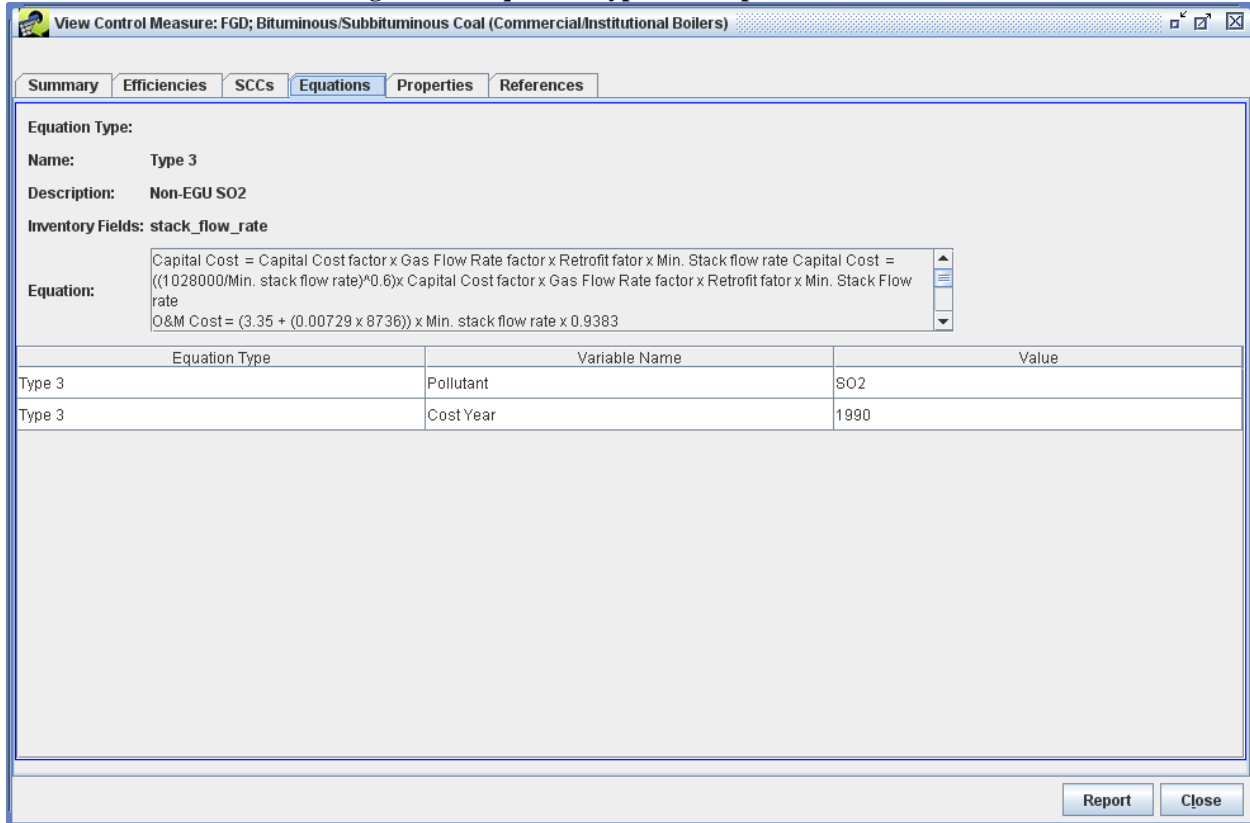 View Control Measure: FGD; Bituminous/Subbituminous Coal (Commercial/Institutional Boilers)
Summary Efficiencies SCCs Equations Properties References
Equation Type:
Name: Type 3
Description: Non-EGU SO2
Inventory Fields: stack_flow_rate
Equation:
Capital Cost = Capital Cost factor x Gas Flow Rate factor x Retrofit fator x Min. Stack flow rate Capital Cost =
((1028000/Min. stack flow rate)^0.6)x Capital Cost factor x Gas Flow Rate factor x Retrofit fator x Min. Stack Flow
rate
O&M Cost = (3.35 + (0.00729 x 8736)) x Min. stack flow rate x 0.9383
Equation Type Variable Name Value
Type 3 Pollutant SO2
Type 3 Cost Year 1990
Report Close